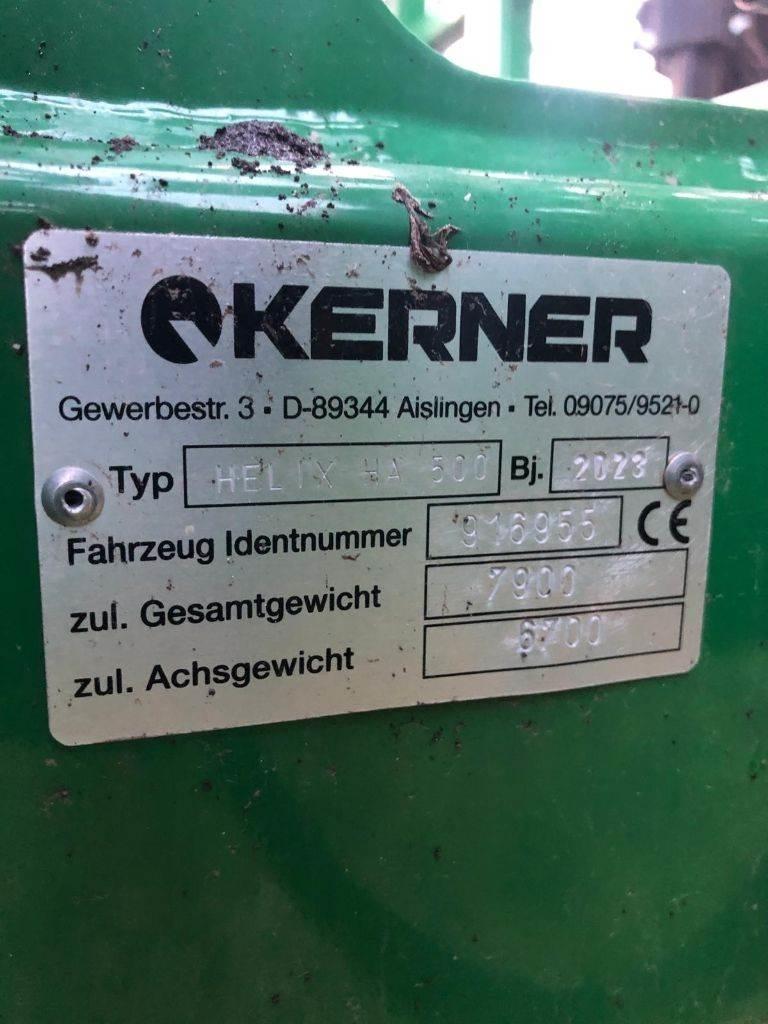 KERNER
Gewerbestr. 3 • D-89344 Aislingen • Tel. 09075/9521-0
Typ HELIX HA 500 Bj. 2023
Fahrzeug Identnummer 916955 CE
zul. Gesamtgewicht 7900
zul. Achsgewicht 6700